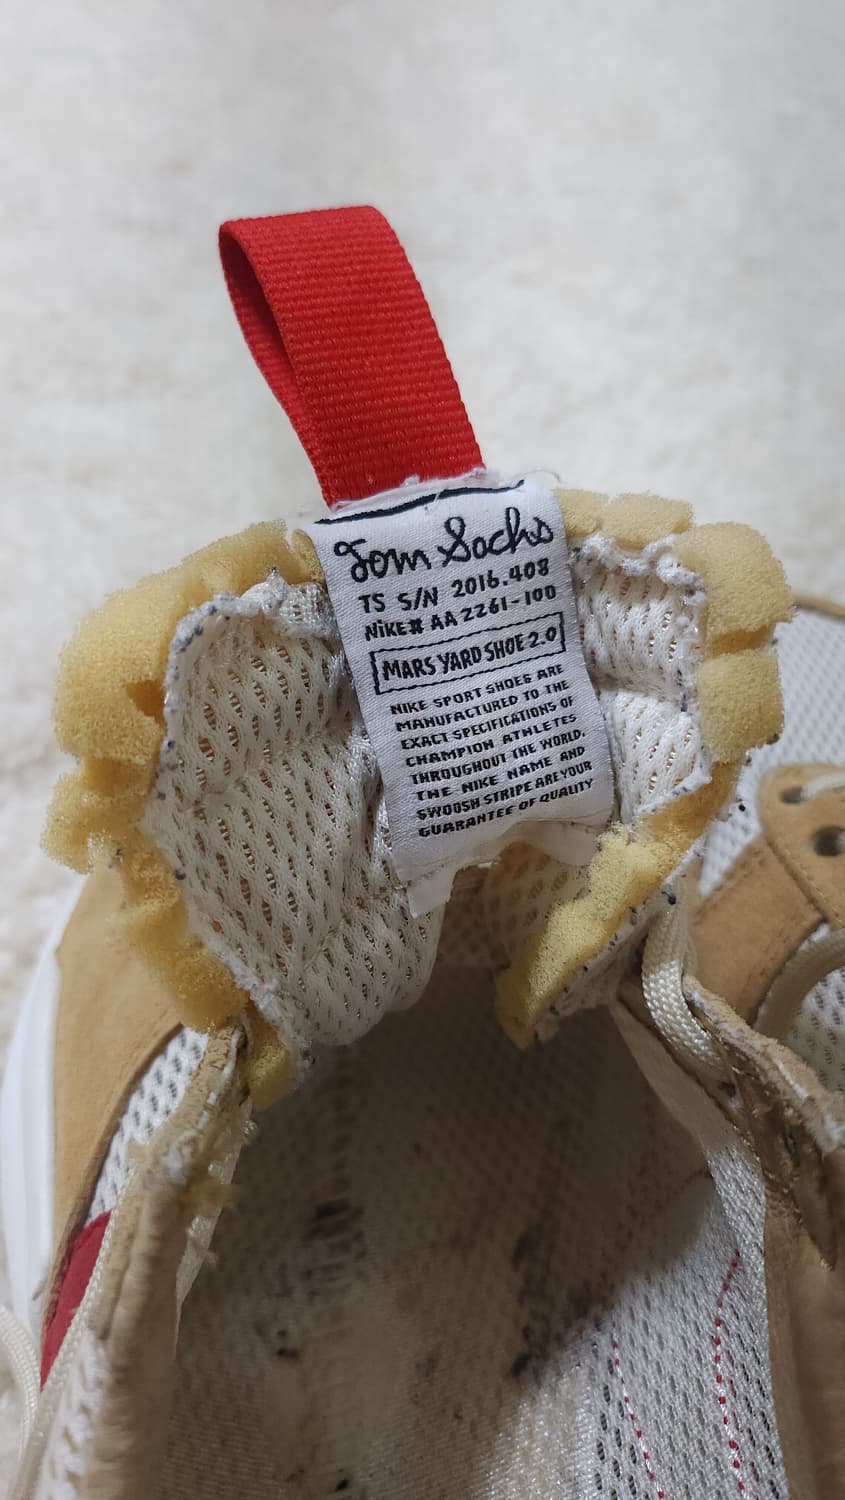 Tom Sachs
TS S/N 2016.408
NiKE# AA 2261-100
MARS YARD SHOE 2.0
NIKE SPORT SHOES ARE
MANUFACTURED TO THE
EXACT SPECIFICATIONS OF
CHAMPION ATHLETES
THROUGHOUT THE WORLD.
THE NIKE NAME AND
SWOOSH STRIPE ARE YOUR
GUARANTEE OF QUALITY